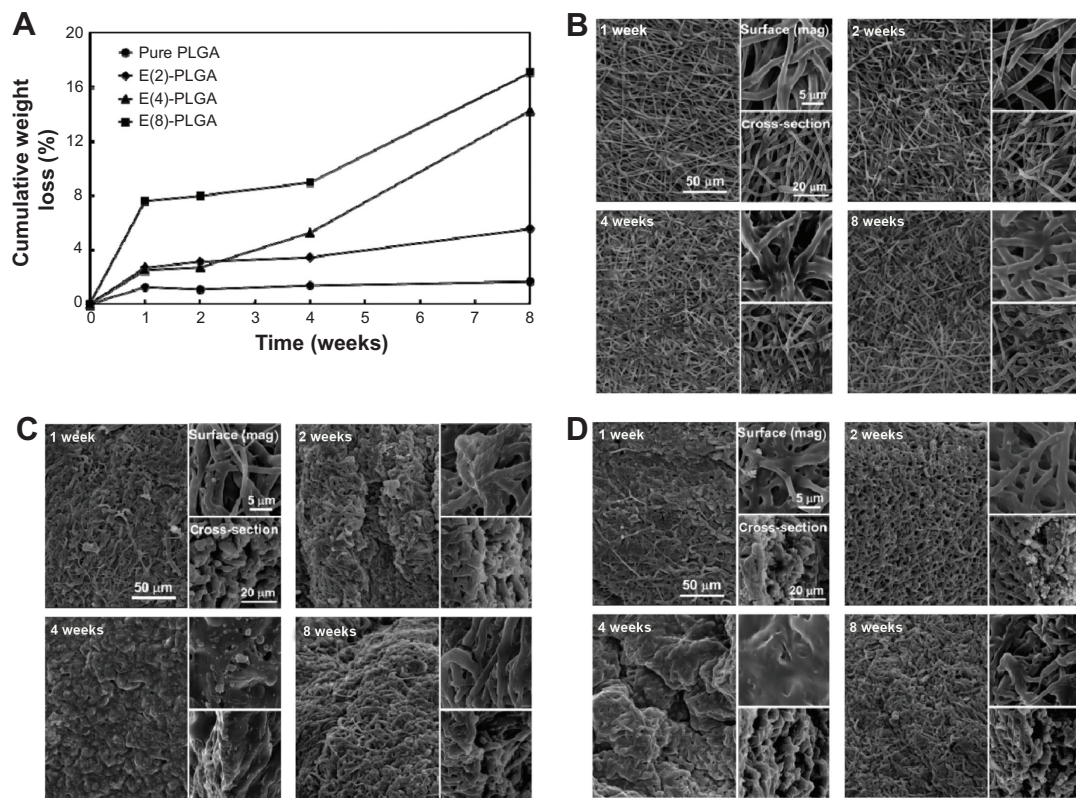 A
Cumulative weight
loss (%)
20
16
12
8
4
0
Pure PLGA
E(2)-PLGA
E(4)-PLGA
E(8)-PLGA
0 1 2 3 4 5 6 7 8
Time (weeks)
B
1 week
Surface (mag)
5 μm
Cross-section
50 μm
20 μm
2 weeks
4 weeks
8 weeks
C
1 week
Surface (mag)
5 μm
Cross-section
50 μm
20 μm
2 weeks
4 weeks
8 weeks
D
1 week
Surface (mag)
5 μm
Cross-section
50 μm
20 μm
2 weeks
4 weeks
8 weeks